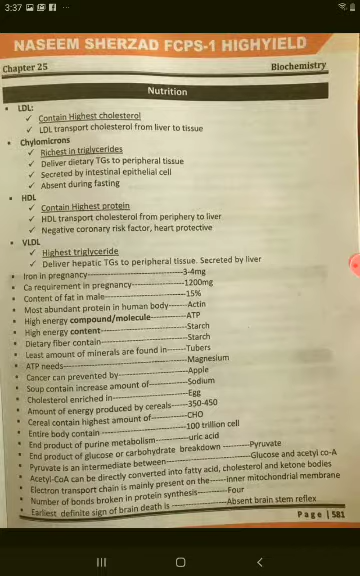 3:37
NASEEM SHERZAD FCPS-1 HIGHYIELD
Chapter 25 Biochemistry
Nutrition
• LDL:
✓ Contain Highest cholesterol
✓ LDL transport cholesterol from liver to tissue
• Chylomicrons
✓ Richest in triglycerides
✓ Deliver dietary TGs to peripheral tissue
✓ Secreted by intestinal epithelial cell
✓ Absent during fasting
• HDL
✓ Contain Highest protein
✓ HDL transport cholesterol from periphery to liver
✓ Negative coronary risk factor, heart protective
• VLDL
✓ Highest triglyceride
✓ Deliver hepatic TGs to peripheral tissue. Secreted by liver
• Iron in pregnancy-----3-4mg
• Ca requirement in pregnancy-----1200mg
• Content of fat in male-----15%
• Most abundant protein in human body-----Actin
• High energy compound/molecule-----ATP
• High energy content-----Starch
• Dietary fiber contain-----Starch
• Least amount of minerals are found in-----Tubers
• ATP needs-----Magnesium
• Cancer can prevented by-----Apple
• Soup contain increase amount of-----Sodium
• Cholesterol enriched in-----Egg
• Amount of energy produced by cereals-----350-450
• Cereal contain highest amount of-----CHO
• Entire body contain-----100 trillion cell
• End product of purine metabolism-----uric acid
• End product of glucose or carbohydrate breakdown-----Pyruvate
• Pyruvate is an intermediate between-----Glucose and acetyl co-A
• Acetyl-CoA can be directly converted into fatty acid, cholesterol and ketone bodies
• Electron transport chain is mainly present on the-----inner mitochondrial membrane
• Number of bonds broken in protein synthesis-----Four
• Earliest definite sign of brain death is-----Absent brain stem reflex
Page | 581